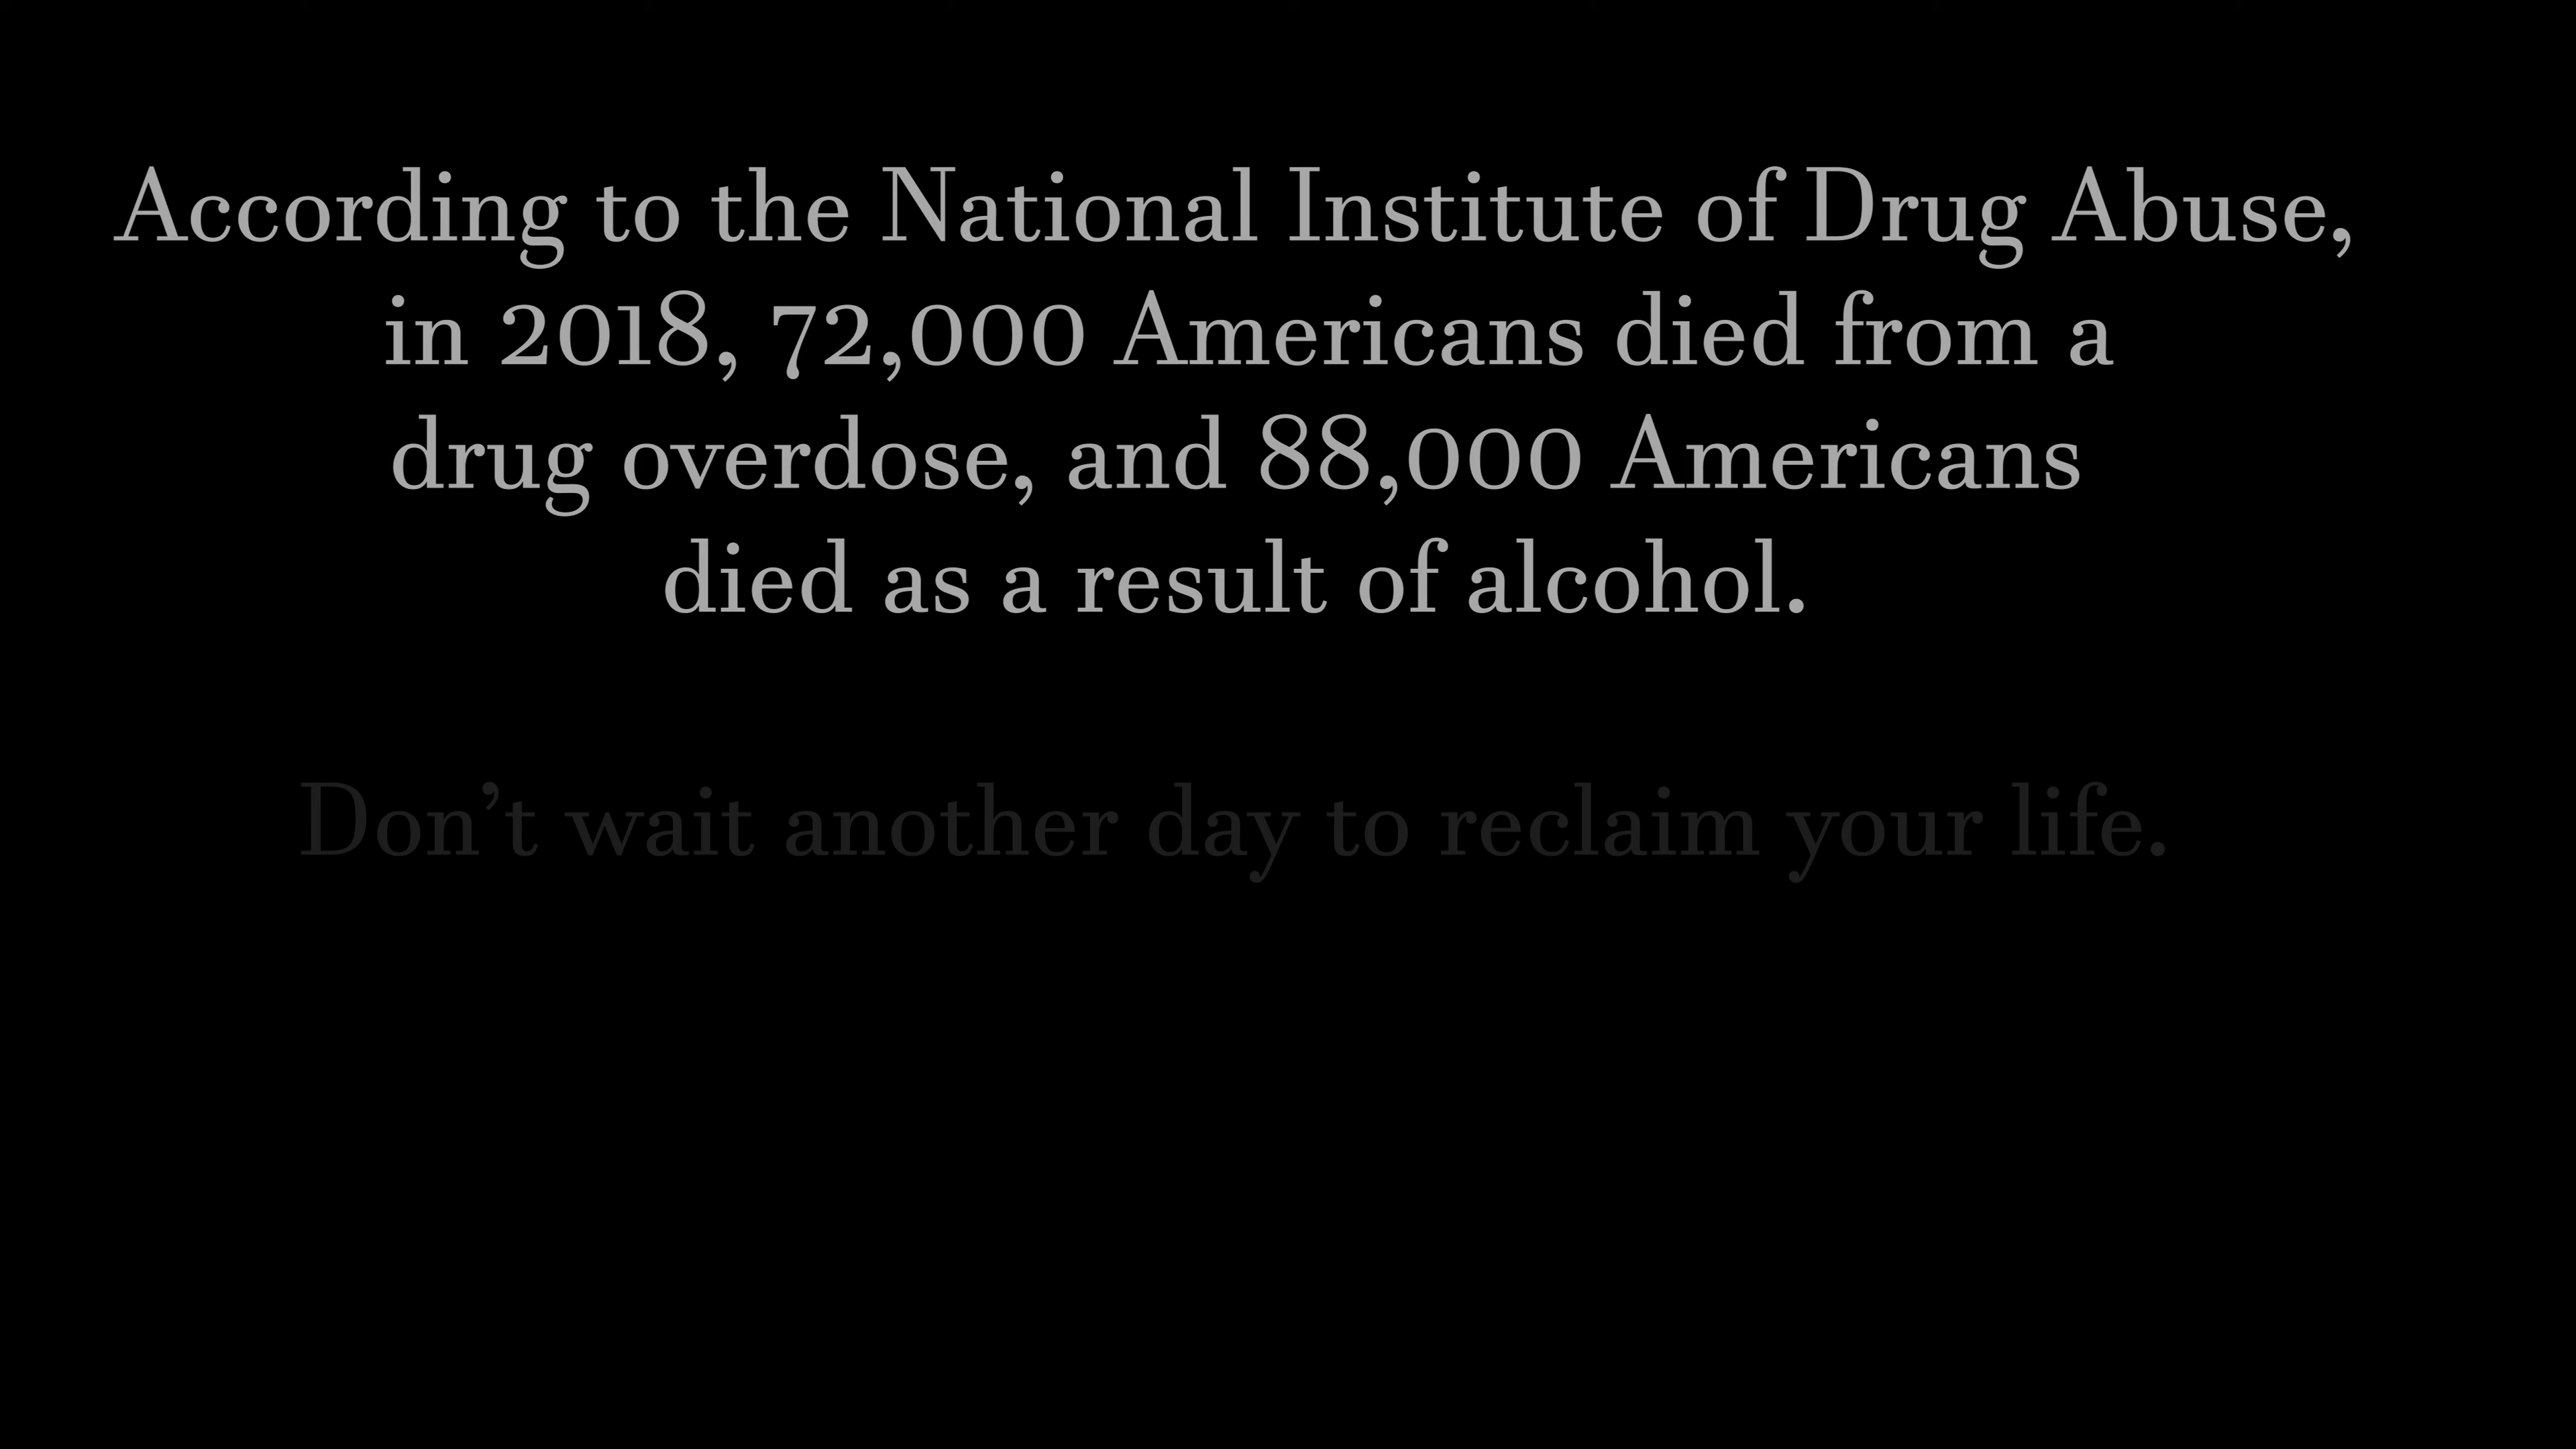 According to the National Institute of Drug Abuse,
in 2018, 72,000 Americans died from a
drug overdose, and 88,000 Americans
died as a result of alcohol.
Don’t wait another day to reclaim your life.